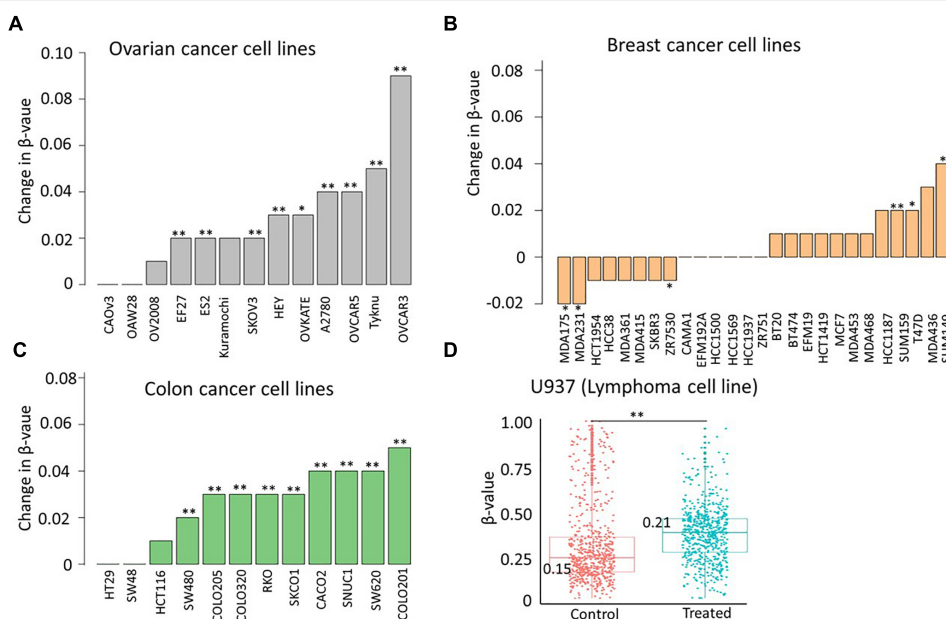 A
Ovarian cancer cell lines
Change in β-vaue
0.10
0.08
0.06
0.04
0.02
0
** ** ** ** * ** ** ** **
CAOv3 OAW28 OV2008 EF27 ES2 Kuramochi SKOV3 HEY OVKATE A2780 OVCAR5 Tyknu OVCAR3
B
Breast cancer cell lines
Change in β-vaue
0.08
0.06
0.04
0.02
0
-0.02
* * * ** * *
MDA175 MDA231 HCT1954 HCC38 MDA361 MDA415 SKBR3 ZR7530 CAMA1 EFM192A HCC1500 HCC1569 HCC1937 ZR751 BT20 BT474 EFM19 HCT1419 MCF7 MDA453 MDA468 HCC1187 SUM159 T47D MDA436
C
Colon cancer cell lines
Change in β-vaue
0.08
0.06
0.04
0.02
0
** ** ** ** ** ** ** ** **
HT29 SW48 HCT116 SW480 COLO205 COLO320 RKO SKCO1 CACO2 SNUC1 SW620 COLO201
D
U937 (Lymphoma cell line)
β-value
1.00
0.75
0.50
0.25
0
**
0.15
0.21
Control Treated